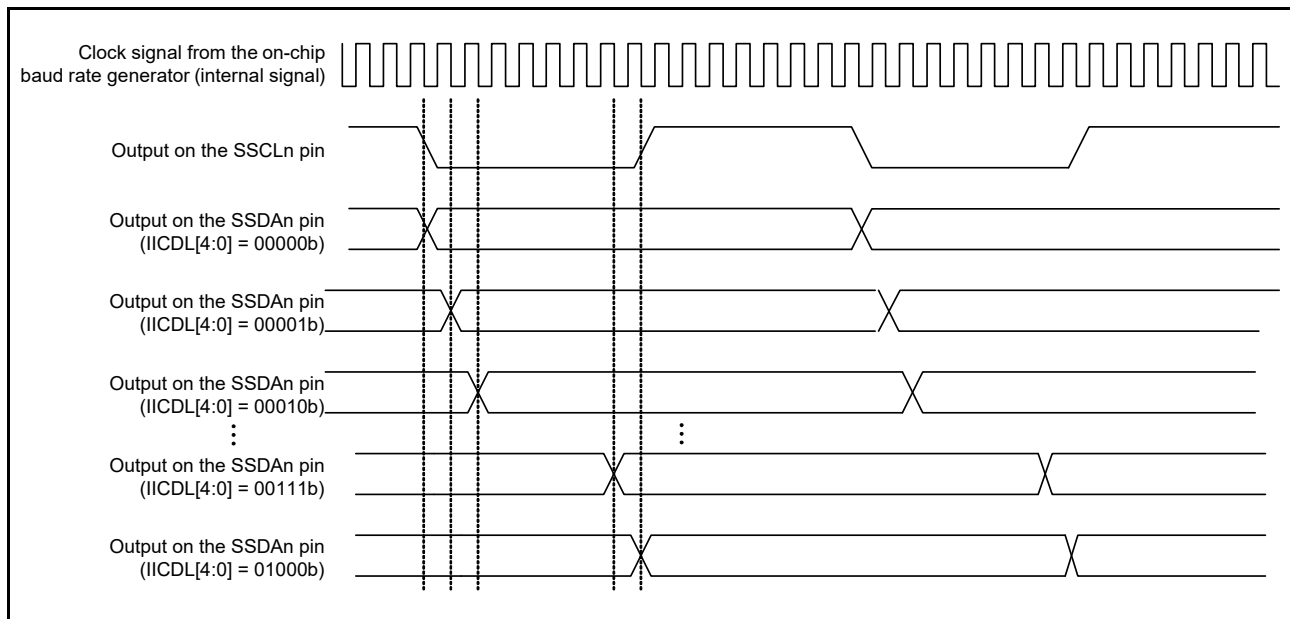 Clock signal from the on-chip
baud rate generator (internal signal)
Output on the SSCLn pin
Output on the SSDAn pin
(IICDL[4:0] = 00000b)
Output on the SSDAn pin
(IICDL[4:0] = 00001b)
Output on the SSDAn pin
(IICDL[4:0] = 00010b)
Output on the SSDAn pin
(IICDL[4:0] = 00111b)
Output on the SSDAn pin
(IICDL[4:0] = 01000b)